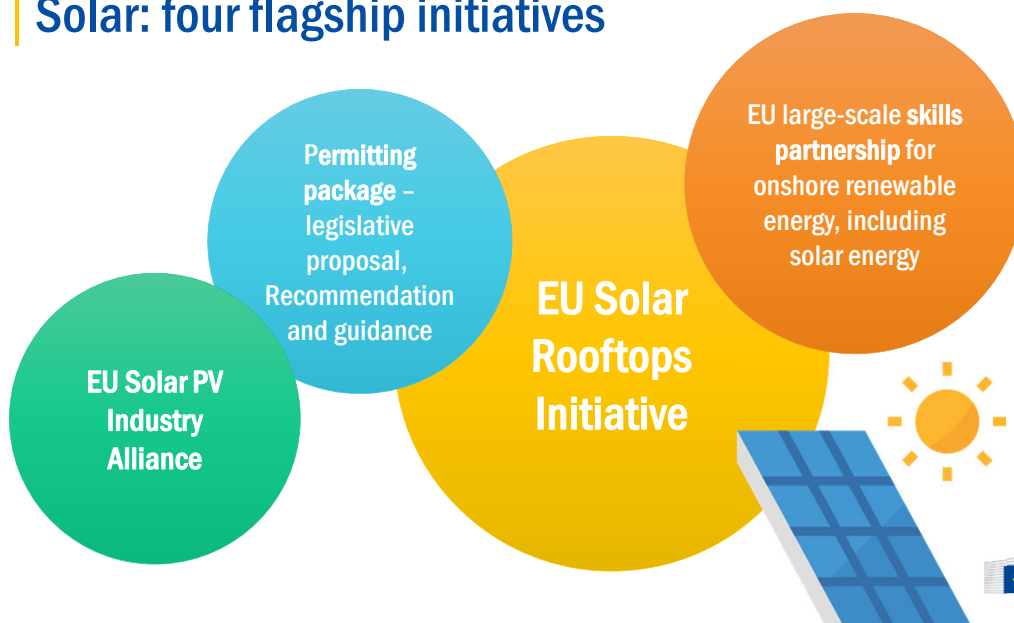 Solar: four flagship initiatives
EU Solar PV
Industry
Alliance
Permitting
package –
legislative
proposal,
Recommendation
and guidance
EU Solar
Rooftops
Initiative
EU large-scale skills
partnership for
onshore renewable
energy, including
solar energy